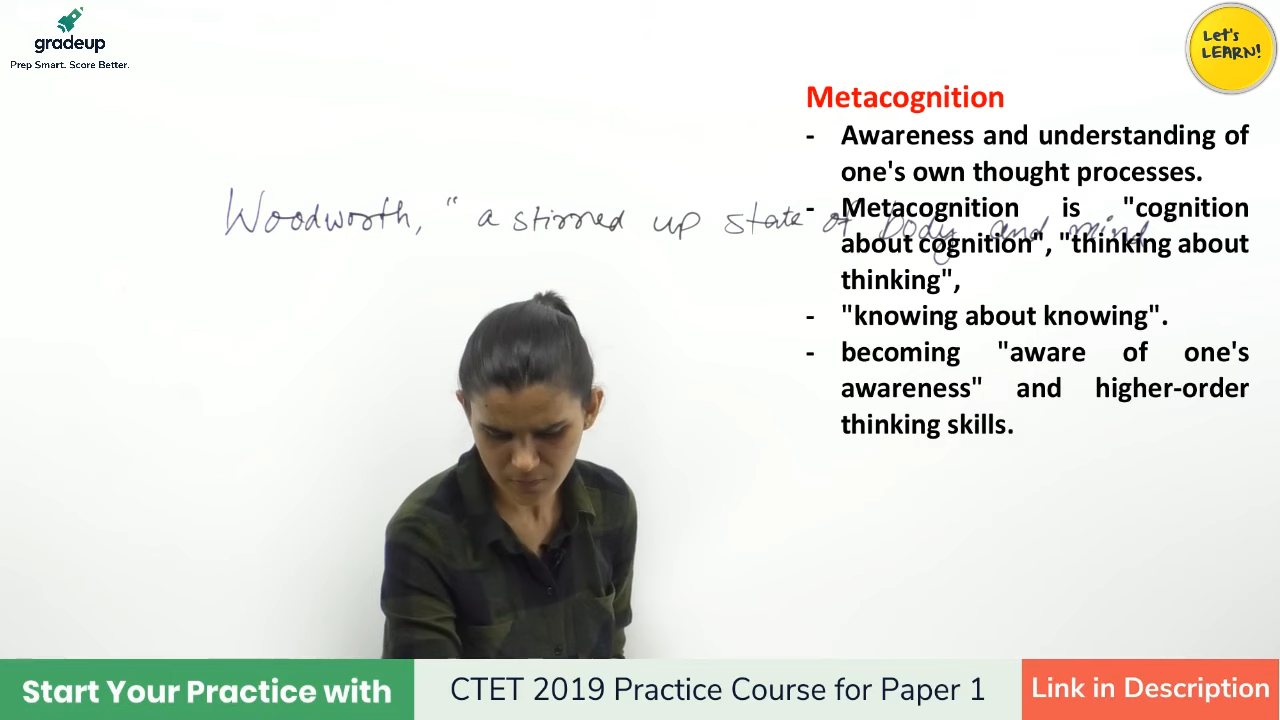 gradeup
Prep Smart. Score Better.
Let's
LEARN!
Metacognition
- Awareness and understanding of
one's own thought processes.
Woodworth, " a stirred up state of body and mind
- Metacognition is "cognition
about cognition", "thinking about
thinking",
- "knowing about knowing".
- becoming "aware of one's
awareness" and higher-order
thinking skills.
Start Your Practice with
CTET 2019 Practice Course for Paper 1
Link in Description